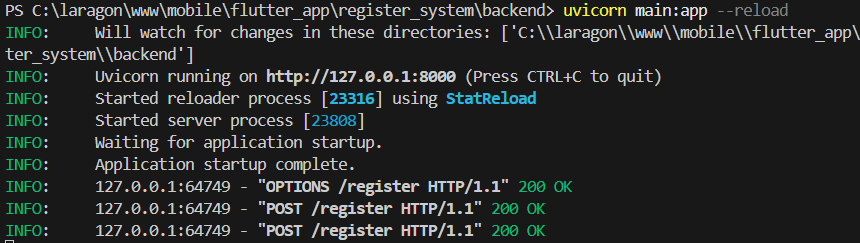 PS C:\laragon\www\mobile\flutter_app\register_system\backend> uvicorn main:app --reload
INFO:     Will watch for changes in these directories: ['C:\\laragon\\www\\mobile\\flutter_app\
ter_system\\backend']
INFO:     Uvicorn running on http://127.0.0.1:8000 (Press CTRL+C to quit)
INFO:     Started reloader process [23316] using StatReload
INFO:     Started server process [23808]
INFO:     Waiting for application startup.
INFO:     Application startup complete.
INFO:     127.0.0.1:64749 - "OPTIONS /register HTTP/1.1" 200 OK
INFO:     127.0.0.1:64749 - "POST /register HTTP/1.1" 200 OK
INFO:     127.0.0.1:64749 - "POST /register HTTP/1.1" 200 OK